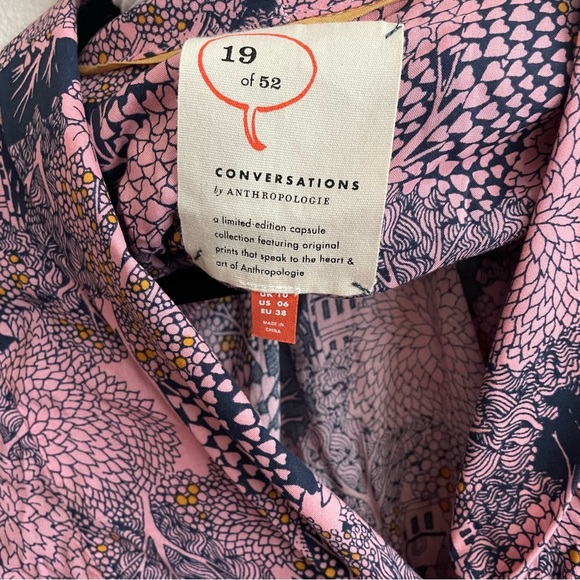 19
of 52
CONVERSATIONS
by ANTHROPOLOGIE
a limited-edition capsule
collection featuring original
prints that speak to the heart &
art of Anthropologie
UK 10
US 06
EU 38
MADE IN
CHINA